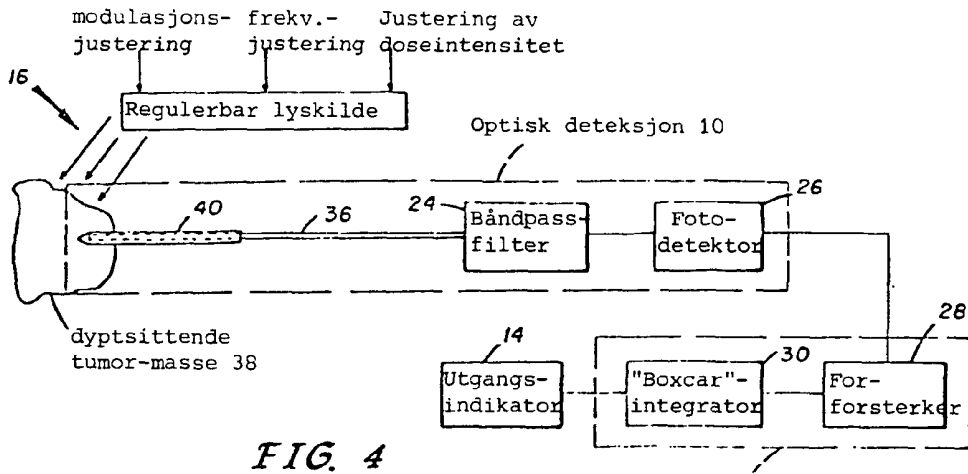 modulasjons- frekv.- Justering av
justering justering doseintensitet
16
Regulerbar lyskilde
Optisk deteksjon 10
40
36
24
Båndpass-
filter
26
Foto-
detektor
dyptsittende
tumor-masse 38
14
Utgangs-
indikator
30
"Boxcar"-
integrator
28
For-
forsterker
FIG. 4